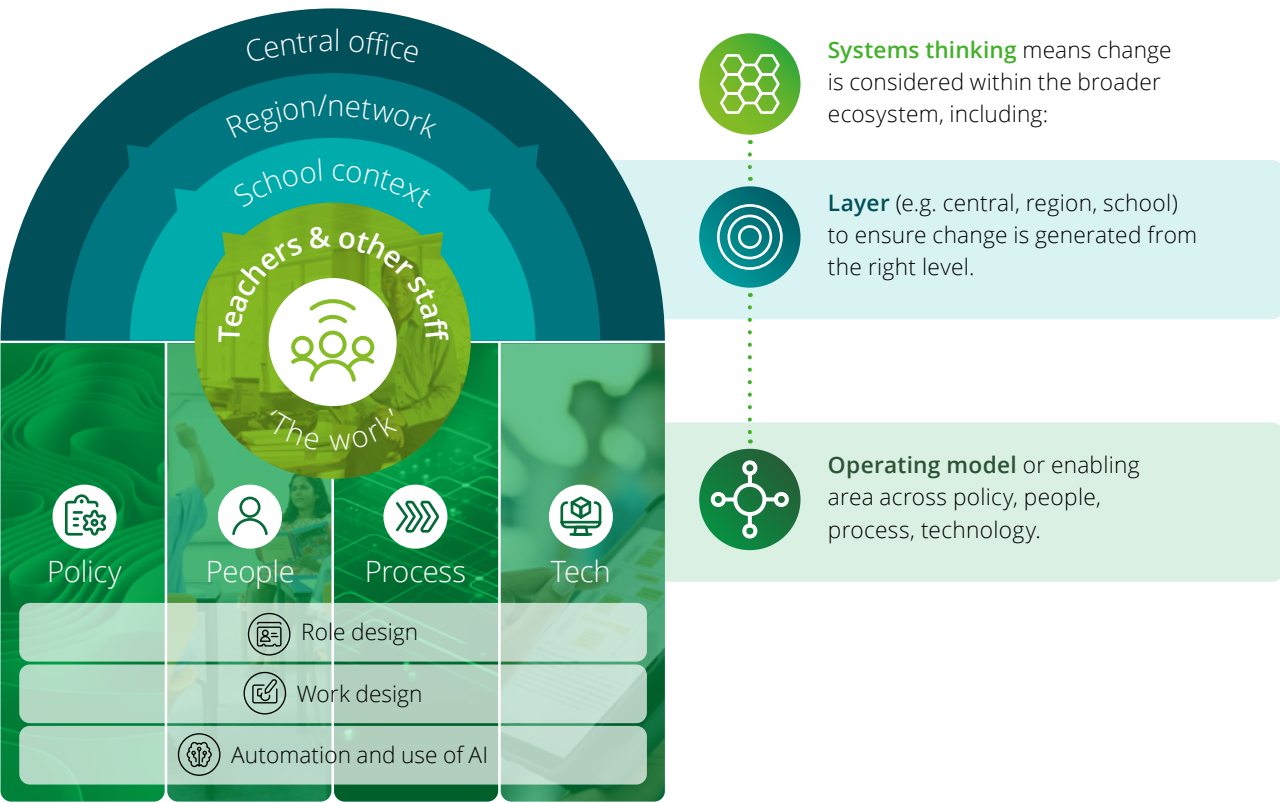 Central office
Region/network
School context
Teachers & other staff
'The work'
Policy
People
Process
Tech
Role design
Work design
Automation and use of AI
Systems thinking means change
is considered within the broader
ecosystem, including:
Layer (e.g. central, region, school)
to ensure change is generated from
the right level.
Operating model or enabling
area across policy, people,
process, technology.